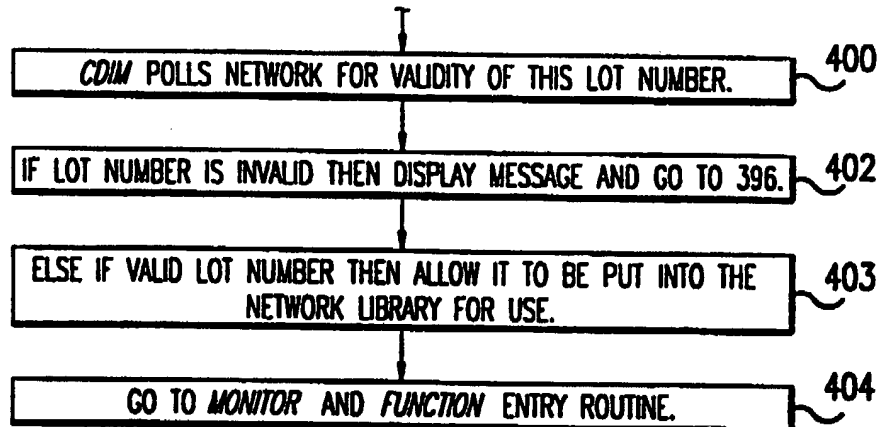 CDIM POLLS NETWORK FOR VALIDITY OF THIS LOT NUMBER.
400
IF LOT NUMBER IS INVALID THEN DISPLAY MESSAGE AND GO TO 396.
402
ELSE IF VALID LOT NUMBER THEN ALLOW IT TO BE PUT INTO THE
NETWORK LIBRARY FOR USE.
403
GO TO MONITOR AND FUNCTION ENTRY ROUTINE.
404